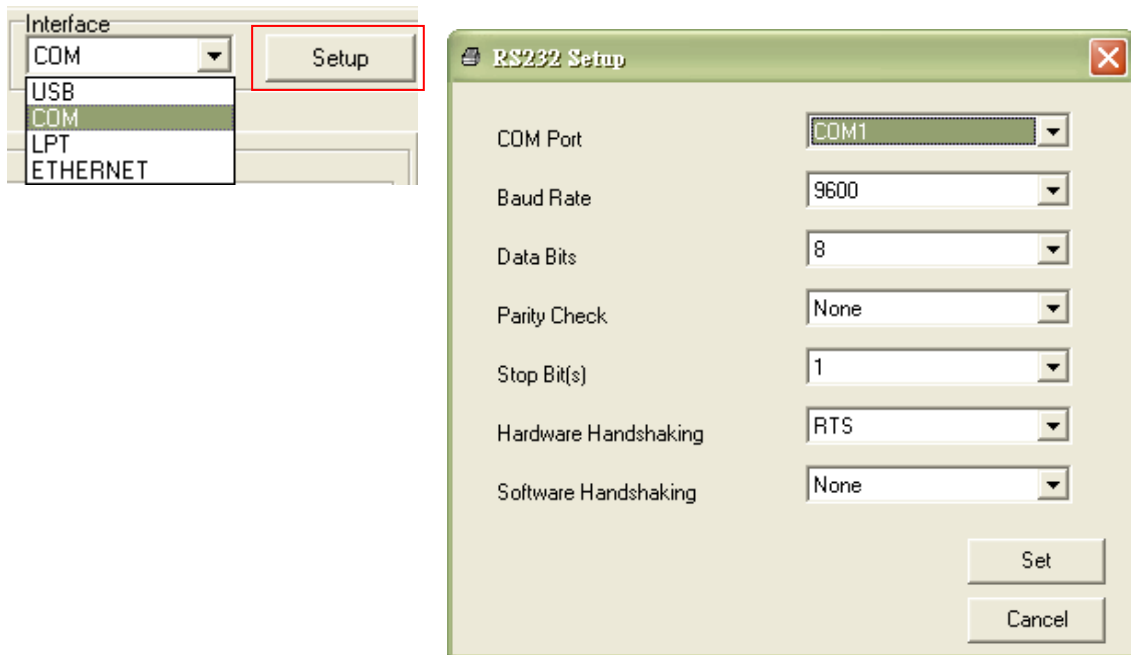 Interface
COM
Setup
USB
COM
LPT
ETHERNET
RS232 Setup
COM Port
COM1
Baud Rate
9600
Data Bits
8
Parity Check
None
Stop Bit(s)
1
Hardware Handshaking
RTS
Software Handshaking
None
Set
Cancel